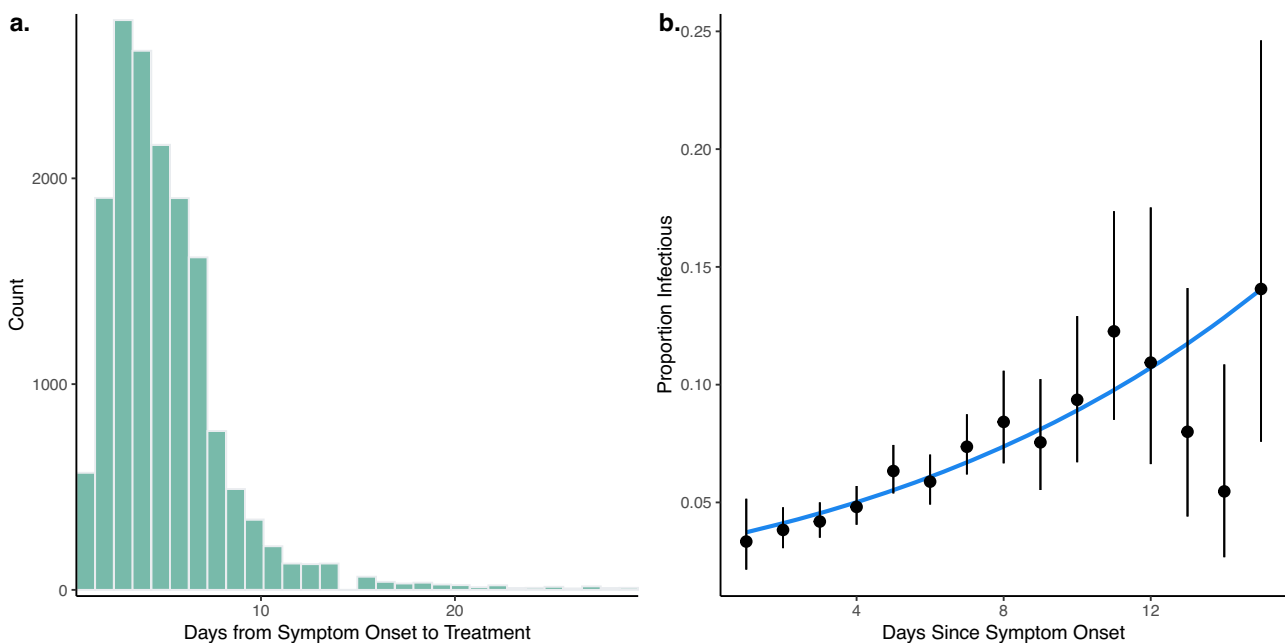 a.
Count
2000
1000
0
10
20
Days from Symptom Onset to Treatment
b.
Proportion Infectious
0.25
0.20
0.15
0.10
0.05
4
8
12
Days Since Symptom Onset